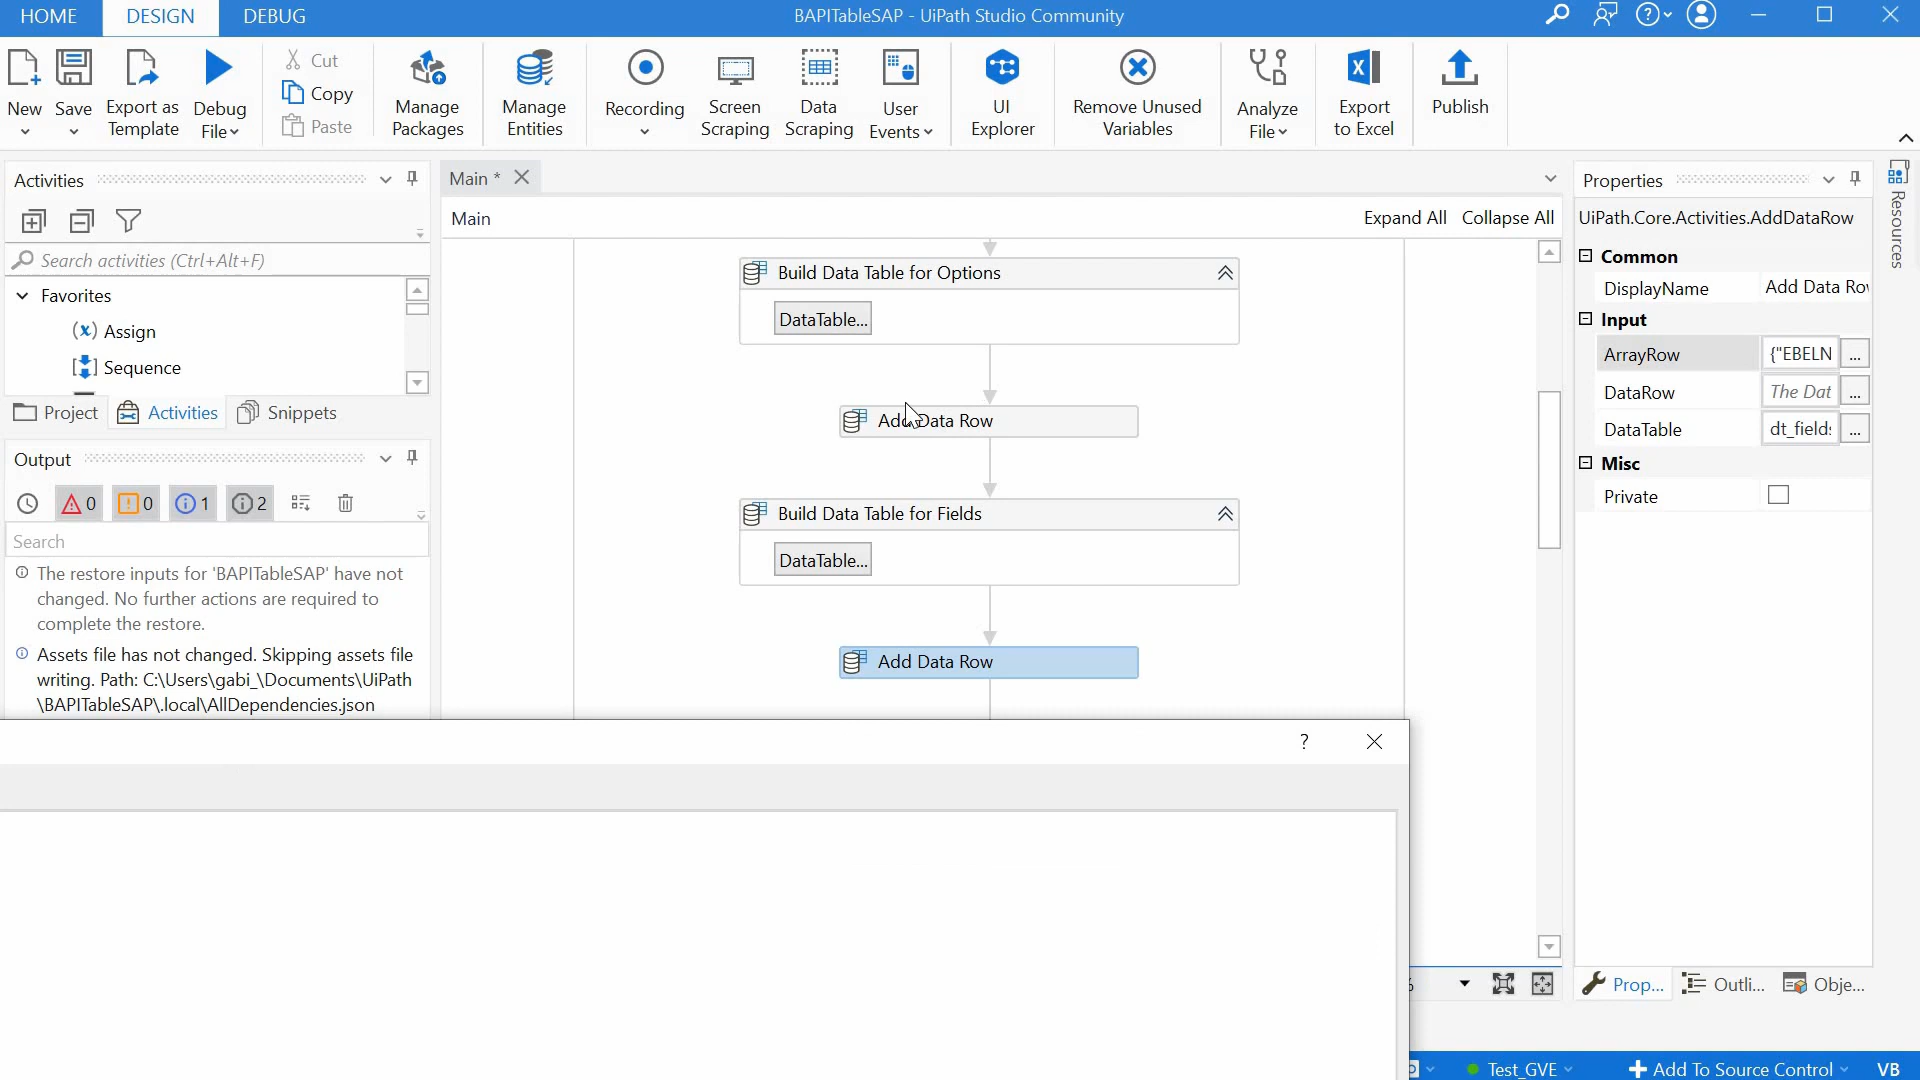 HOME DESIGN DEBUG BAPITableSAP - UiPath Studio Community
New Save Export as Template Debug File Cut Copy Paste Manage Packages Manage Entities Recording Screen Scraping Data Scraping User Events UI Explorer Remove Unused Variables Analyze File Export to Excel Publish
Activities
Search activities (Ctrl+Alt+F)
Favorites
(x) Assign
Sequence
Project Activities Snippets
Output
0 0 1 2
Search
The restore inputs for 'BAPITableSAP' have not
changed. No further actions are required to
complete the restore.
Assets file has not changed. Skipping assets file
writing. Path: C:\Users\gabi_\Documents\UiPath
\BAPITableSAP\.local\AllDependencies.json
Main *
Main Expand All Collapse All
Build Data Table for Options
DataTable...
Add Data Row
Build Data Table for Fields
DataTable...
Add Data Row
?
Properties
UiPath.Core.Activities.AddDataRow
Common
DisplayName Add Data Ro
Input
ArrayRow {"EBELN ...
DataRow The Dat ...
DataTable dt_field ...
Misc
Private
Prop... Outli... Obje...
Resources
Test_GVE Add To Source Control VB